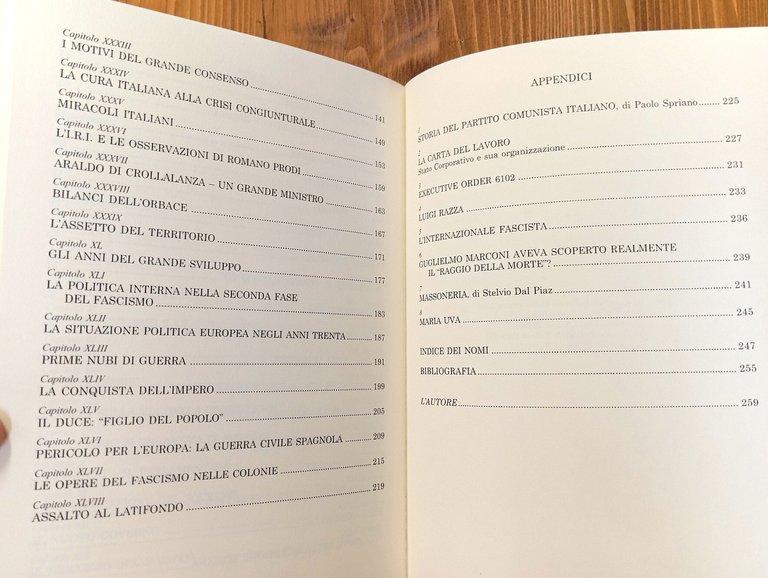 Capitolo XXXIII
I MOTIVI DEL GRANDE CONSENSO 141
Capitolo XXXIV
LA CURA ITALIANA ALLA CRISI CONGIUNTURALE 149
Capitolo XXXV
MIRACOLI ITALIANI 153
Capitolo XXXVI
L'I.R.I. E LE OSSERVAZIONI DI ROMANO PRODI 159
Capitolo XXXVII
ARALDO DI CROLLALANZA – UN GRANDE MINISTRO 163
Capitolo XXXVIII
BILANCI DELL'ORBACE 167
Capitolo XXXIX
L'ASSETTO DEL TERRITORIO 171
Capitolo XL
GLI ANNI DEL GRANDE SVILUPPO 177
Capitolo XLI
LA POLITICA INTERNA NELLA SECONDA FASE
DEL FASCISMO 183
Capitolo XLII
LA SITUAZIONE POLITICA EUROPEA NEGLI ANNI TRENTA 187
Capitolo XLIII
PRIME NUBI DI GUERRA 191
Capitolo XLIV
LA CONQUISTA DELL'IMPERO 199
Capitolo XLV
IL DUCE: “FIGLIO DEL POPOLO” 205
Capitolo XLVI
PERICOLO PER L'EUROPA: LA GUERRA CIVILE SPAGNOLA 209
Capitolo XLVII
LE OPERE DEL FASCISMO NELLE COLONIE 215
Capitolo XLVIII
ASSALTO AL LATIFONDO 219
APPENDICI
1
STORIA DEL PARTITO COMUNISTA ITALIANO, di Paolo Spriano 225
2
LA CARTA DEL LAVORO
Stato Corporativo e sua organizzazione 227
3
EXECUTIVE ORDER 6102 231
4
LUIGI RAZZA 233
5
L'INTERNAZIONALE FASCISTA 236
6
GUGLIELMO MARCONI AVEVA SCOPERTO REALMENTE
IL “RAGGIO DELLA MORTE”? 239
7
MASSONERIA, di Stelvio Dal Piaz 241
8
MARIA UVA 245
INDICE DEI NOMI 247
BIBLIOGRAFIA 255
L'AUTORE 259